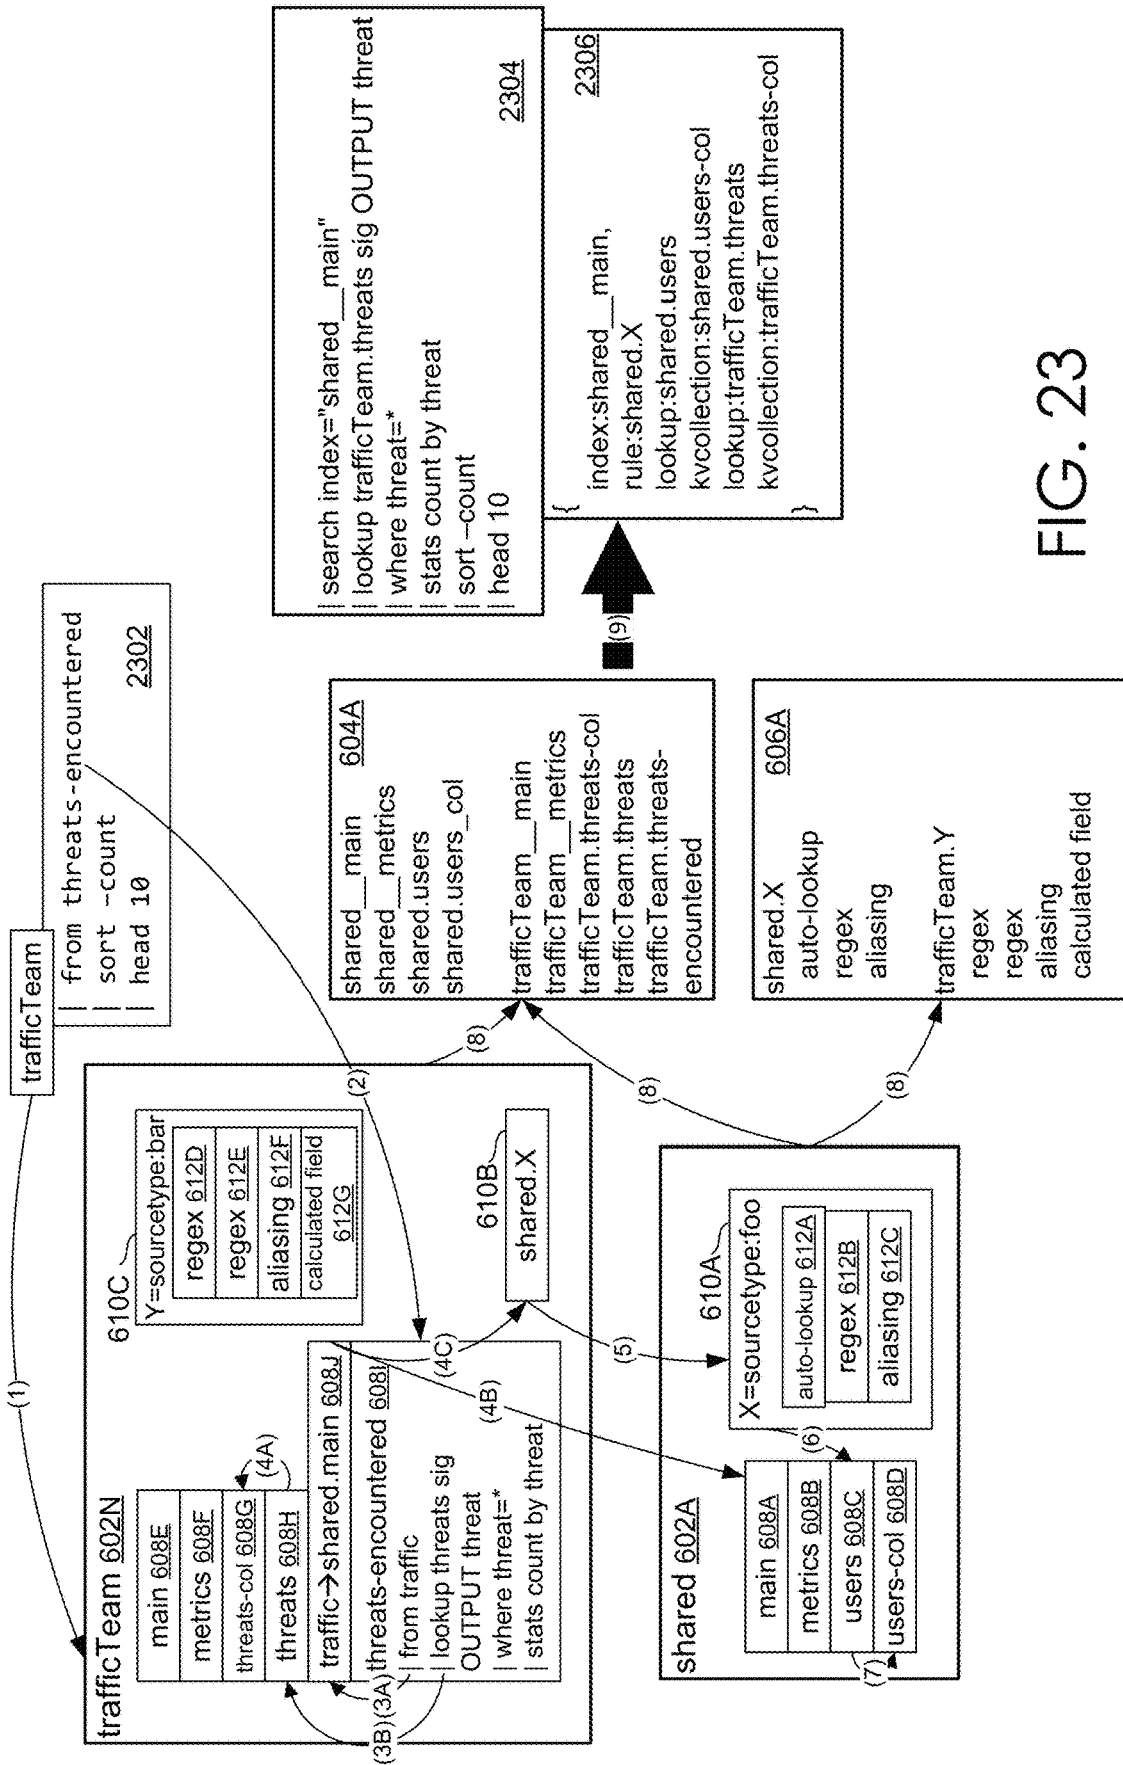 trafficTeam
| from threats-encountered
| sort –count
| head 10
2302
(1)
(2)
trafficTeam 602N
main 608E
metrics 608F
threats-col 608G
threats 608H
(4A)
traffic→shared.main 608J
threats-encountered 608I
| from traffic
| lookup threats sig
OUTPUT threat
| where threat=*
| stats count by threat
(3B)
(3A)
610C
Y=sourcetype:bar
regex 612D
regex 612E
aliasing 612F
calculated field
612G
610B
shared.X
(4C)
(4B)
(5)
shared 602A
main 608A
metrics 608B
users 608C
users-col 608D
(6)
(7)
610A
X=sourcetype:foo
auto-lookup 612A
regex 612B
aliasing 612C
(8)
(8)
(8)
604A
shared__main
shared__metrics
shared.users
shared.users_col
trafficTeam__main
trafficTeam__metrics
trafficTeam.threats-col
trafficTeam.threats
trafficTeam.threats-
encountered
606A
shared.X
auto-lookup
regex
aliasing
trafficTeam.Y
regex
regex
aliasing
calculated field
(9)
| search index="shared__main"
| lookup trafficTeam.threats sig OUTPUT threat
| where threat=*
| stats count by threat
| sort –count
| head 10
2304
{
2306
index:shared__main,
rule:shared.X
lookup:shared.users
kvcollection:shared.users-col
lookup:trafficTeam.threats
kvcollection:trafficTeam.threats-col
}
FIG. 23